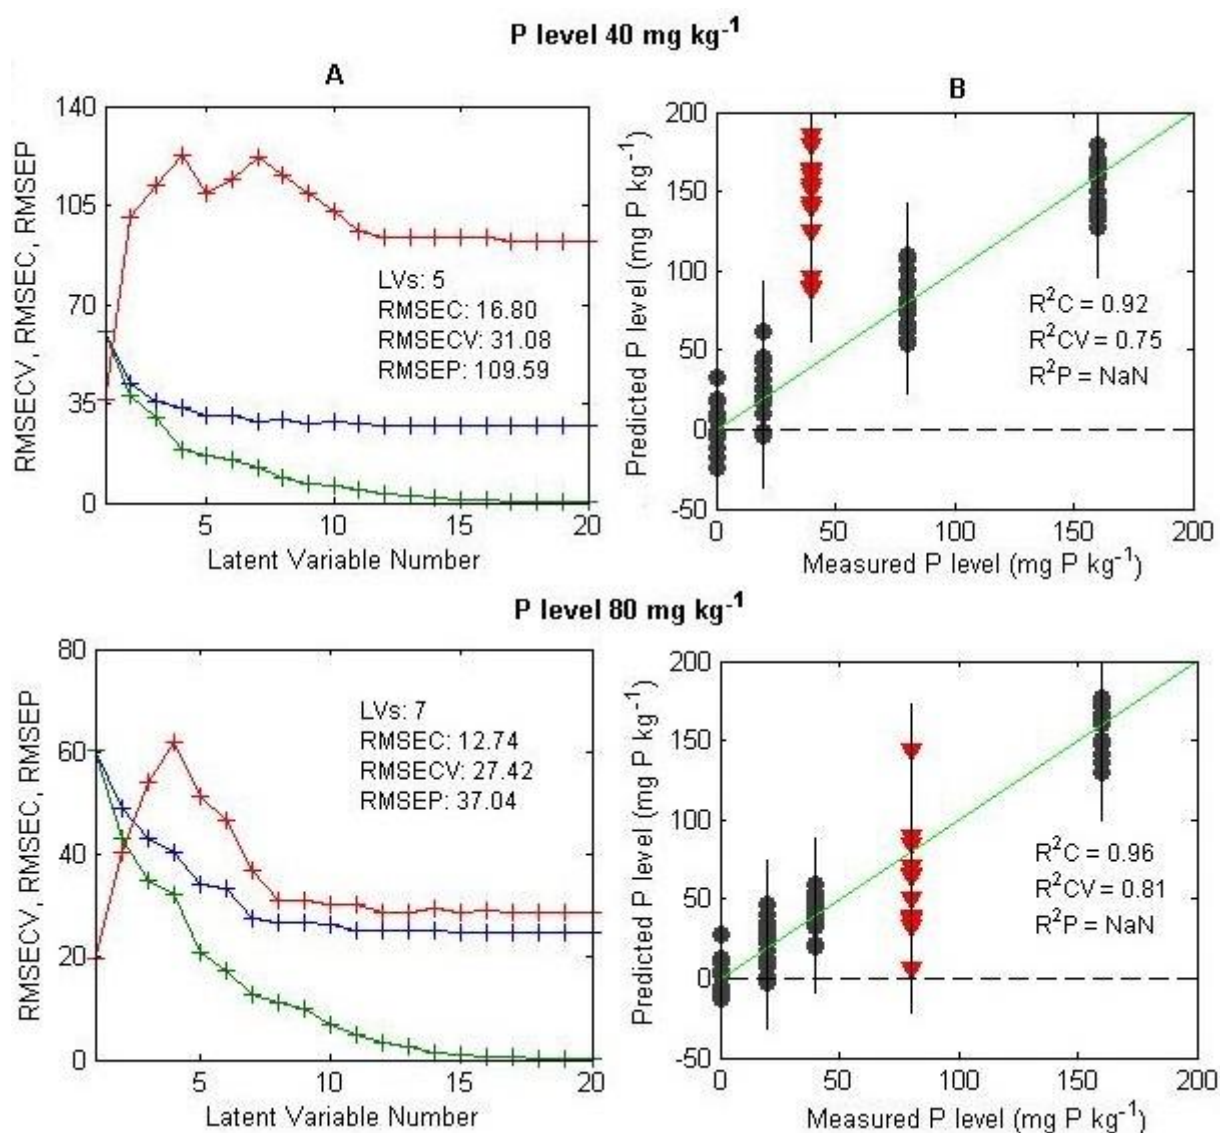 P level 40 mg kg⁻¹
A
B
140
105
70
35
0
RMSECV, RMSEC, RMSEP
LVs: 5
RMSEC: 16.80
RMSECV: 31.08
RMSEP: 109.59
5
10
15
20
Latent Variable Number
200
150
100
50
0
-50
Predicted P level (mg P kg⁻¹)
R²C = 0.92
R²CV = 0.75
R²P = NaN
0
50
100
150
200
Measured P level (mg P kg⁻¹)
P level 80 mg kg⁻¹
80
60
40
20
0
RMSECV, RMSEC, RMSEP
LVs: 7
RMSEC: 12.74
RMSECV: 27.42
RMSEP: 37.04
5
10
15
20
Latent Variable Number
200
150
100
50
0
-50
Predicted P level (mg P kg⁻¹)
R²C = 0.96
R²CV = 0.81
R²P = NaN
0
50
100
150
200
Measured P level (mg P kg⁻¹)